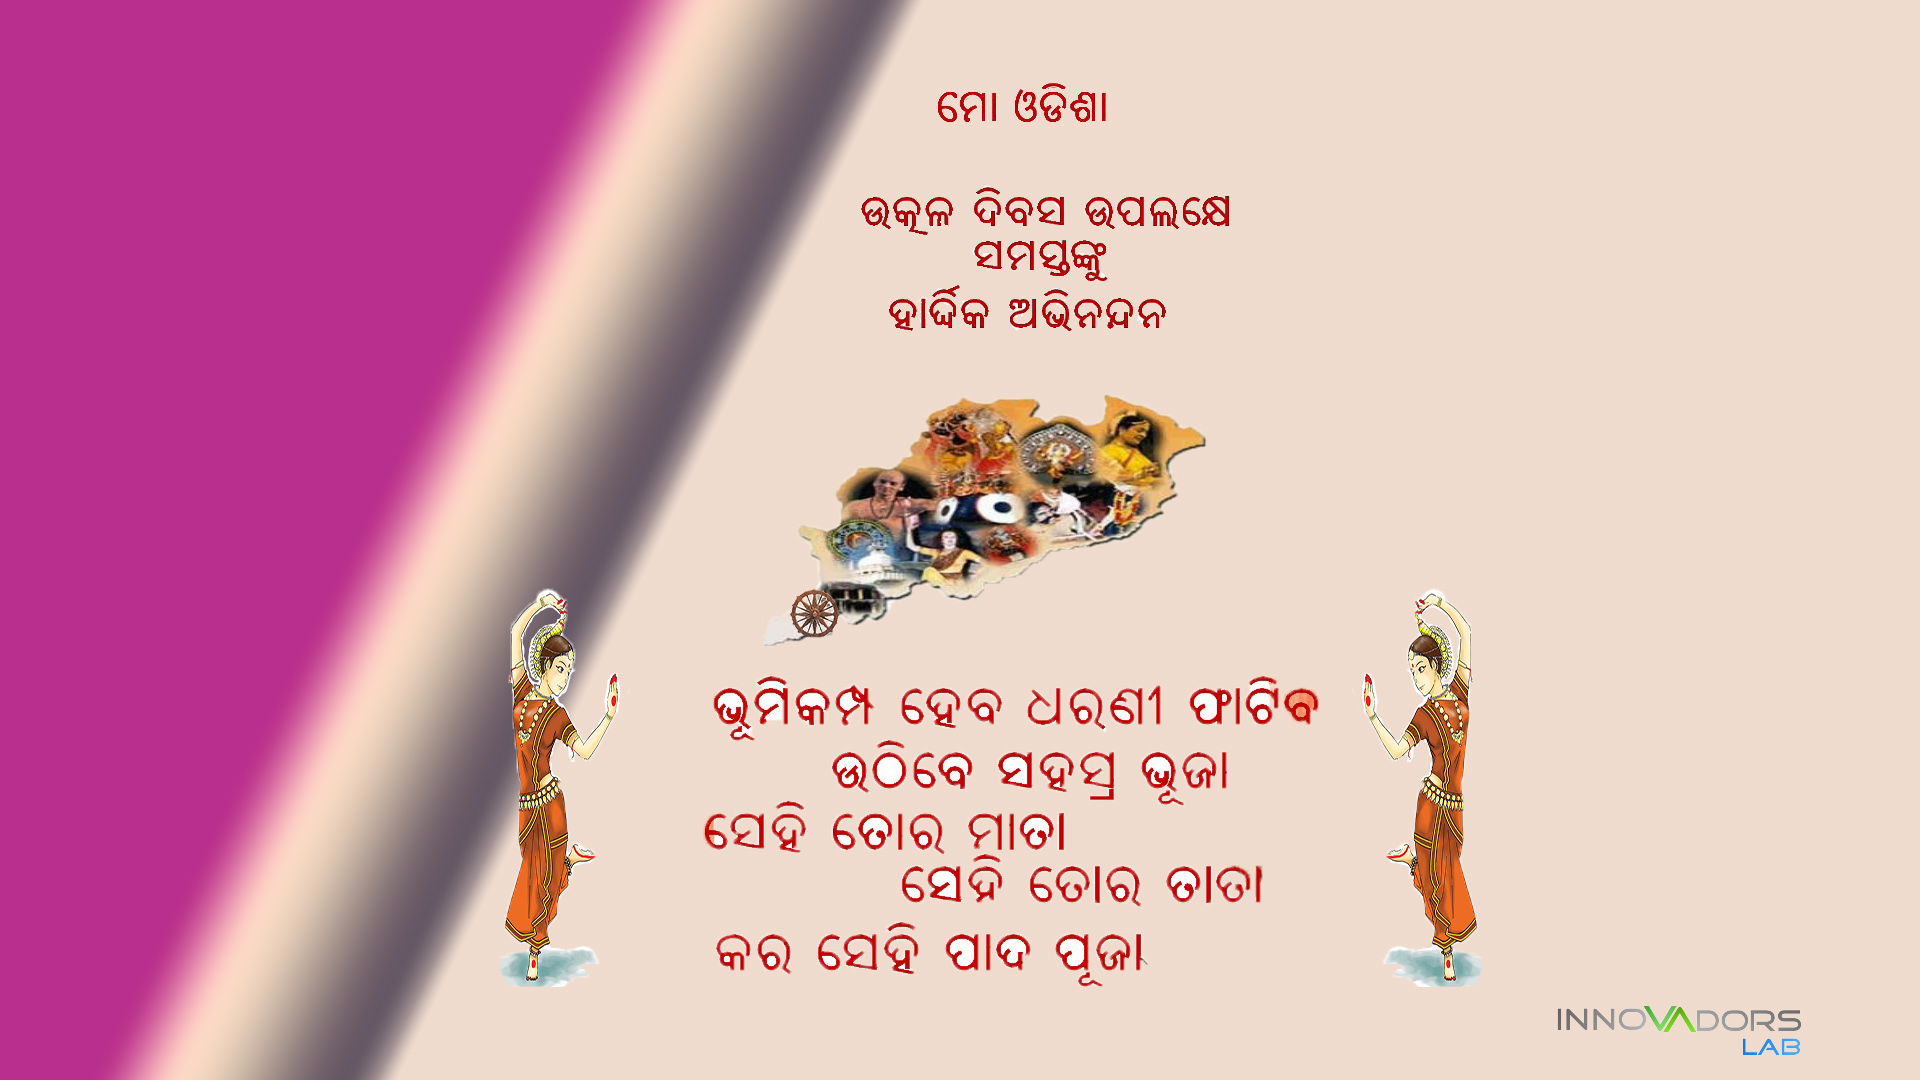 ମୋ ଓଡିଶା
ଉତ୍କଳ ଦିବସ ଉପଲକ୍ଷେ
ସମସ୍ତଙ୍କୁ
ହାର୍ଦ୍ଦିକ ଅଭିନନ୍ଦନ
ଭୂମିକମ୍ପ ହେବ ଧରଣୀ ଫାଟିବ
ଉଠିବେ ସହସ୍ର ଭୂଜା
ସେହି ତୋର ମାତା
ସେହି ତୋର ତାତା
କର ସେହି ପାଦ ପୂଜା
INNOVADORS
LAB